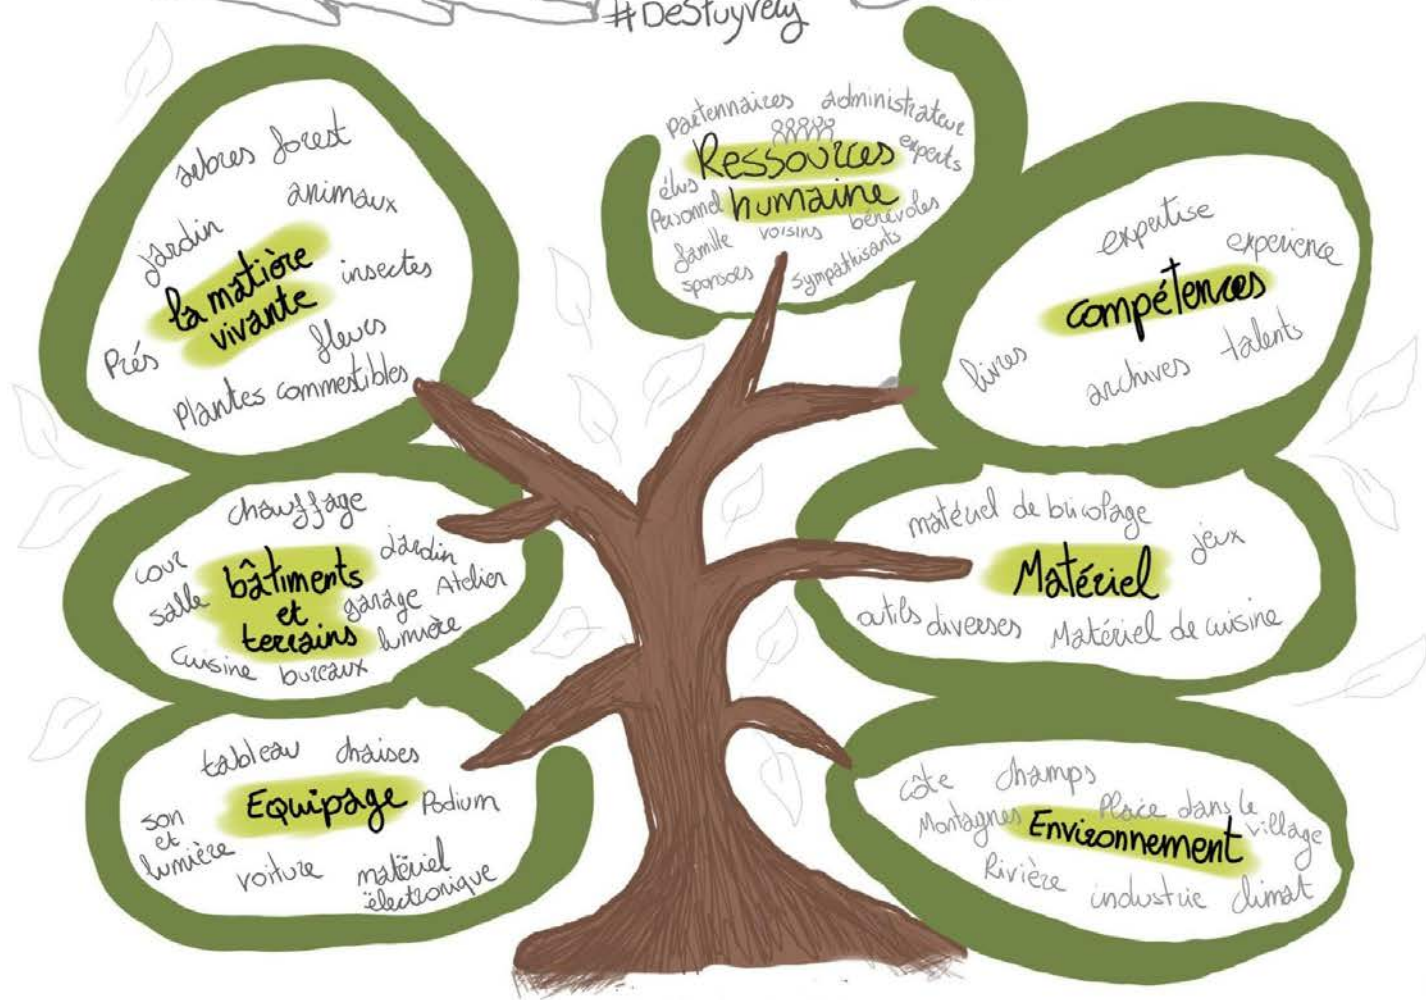 #DeStuyvery
arbres forest
animaux
jardin
la matière
vivante
insectes
fleurs
Prés
Plantes commestibles
partennaires administrateur
Ressources
experts
élus
Personnel humaine
bénévoles
famille voisins
sponsors sympathisants
expertise
experience
compétences
livres
archives talents
chauffage
cour
jardin
salle
bâtiments
et
terrains
garage Atelier
lumière
Cuisine bureaux
matériel de bricolage
jeux
Matériel
outils diverses Matériel de cuisine
tableau chaises
Equipage Podium
son
et
lumière
voiture
matériel
électronique
côte champs
Montagnes
Place dans le
village
Environnement
Rivière industrie climat